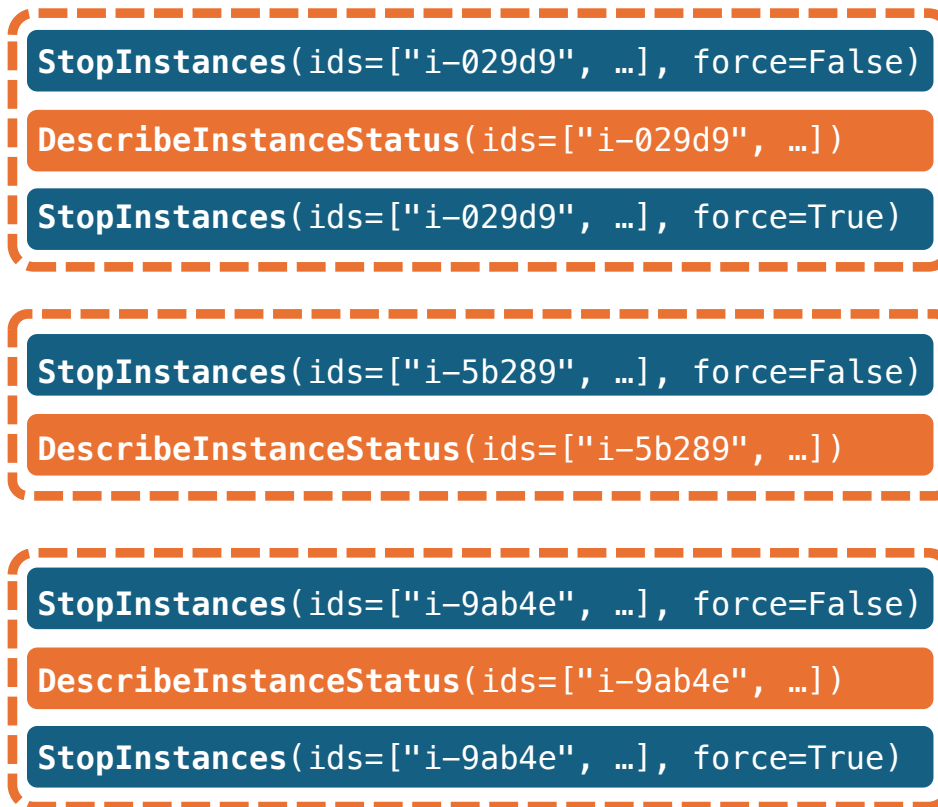 StopInstances(ids=["i-029d9", …], force=False)
DescribeInstanceStatus(ids=["i-029d9", …])
StopInstances(ids=["i-029d9", …], force=True)
StopInstances(ids=["i-5b289", …], force=False)
DescribeInstanceStatus(ids=["i-5b289", …])
StopInstances(ids=["i-9ab4e", …], force=False)
DescribeInstanceStatus(ids=["i-9ab4e", …])
StopInstances(ids=["i-9ab4e", …], force=True)